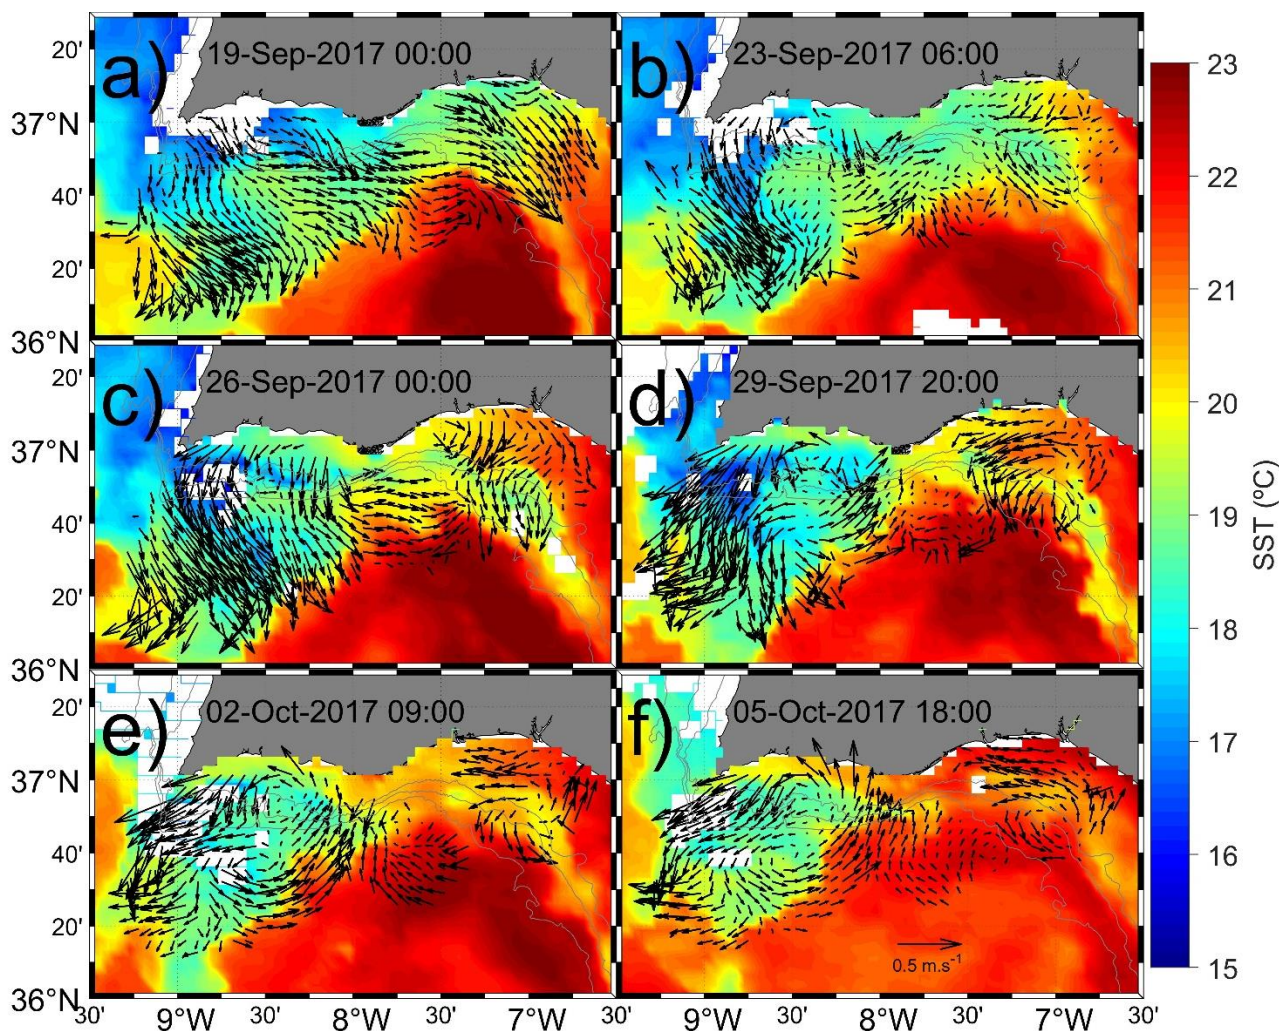 a) 19-Sep-2017 00:00
b) 23-Sep-2017 06:00
20'
37°N
40'
20'
36°N
c) 26-Sep-2017 00:00
d) 29-Sep-2017 20:00
20'
37°N
40'
20'
36°N
e) 02-Oct-2017 09:00
f) 05-Oct-2017 18:00
20'
37°N
40'
20'
36°N
0.5 m.s-1
30' 9°W 30' 8°W 30' 7°W 30'
30' 9°W 30' 8°W 30' 7°W 30'
23
22
21
20
19
18
17
16
15
SST (ºC)